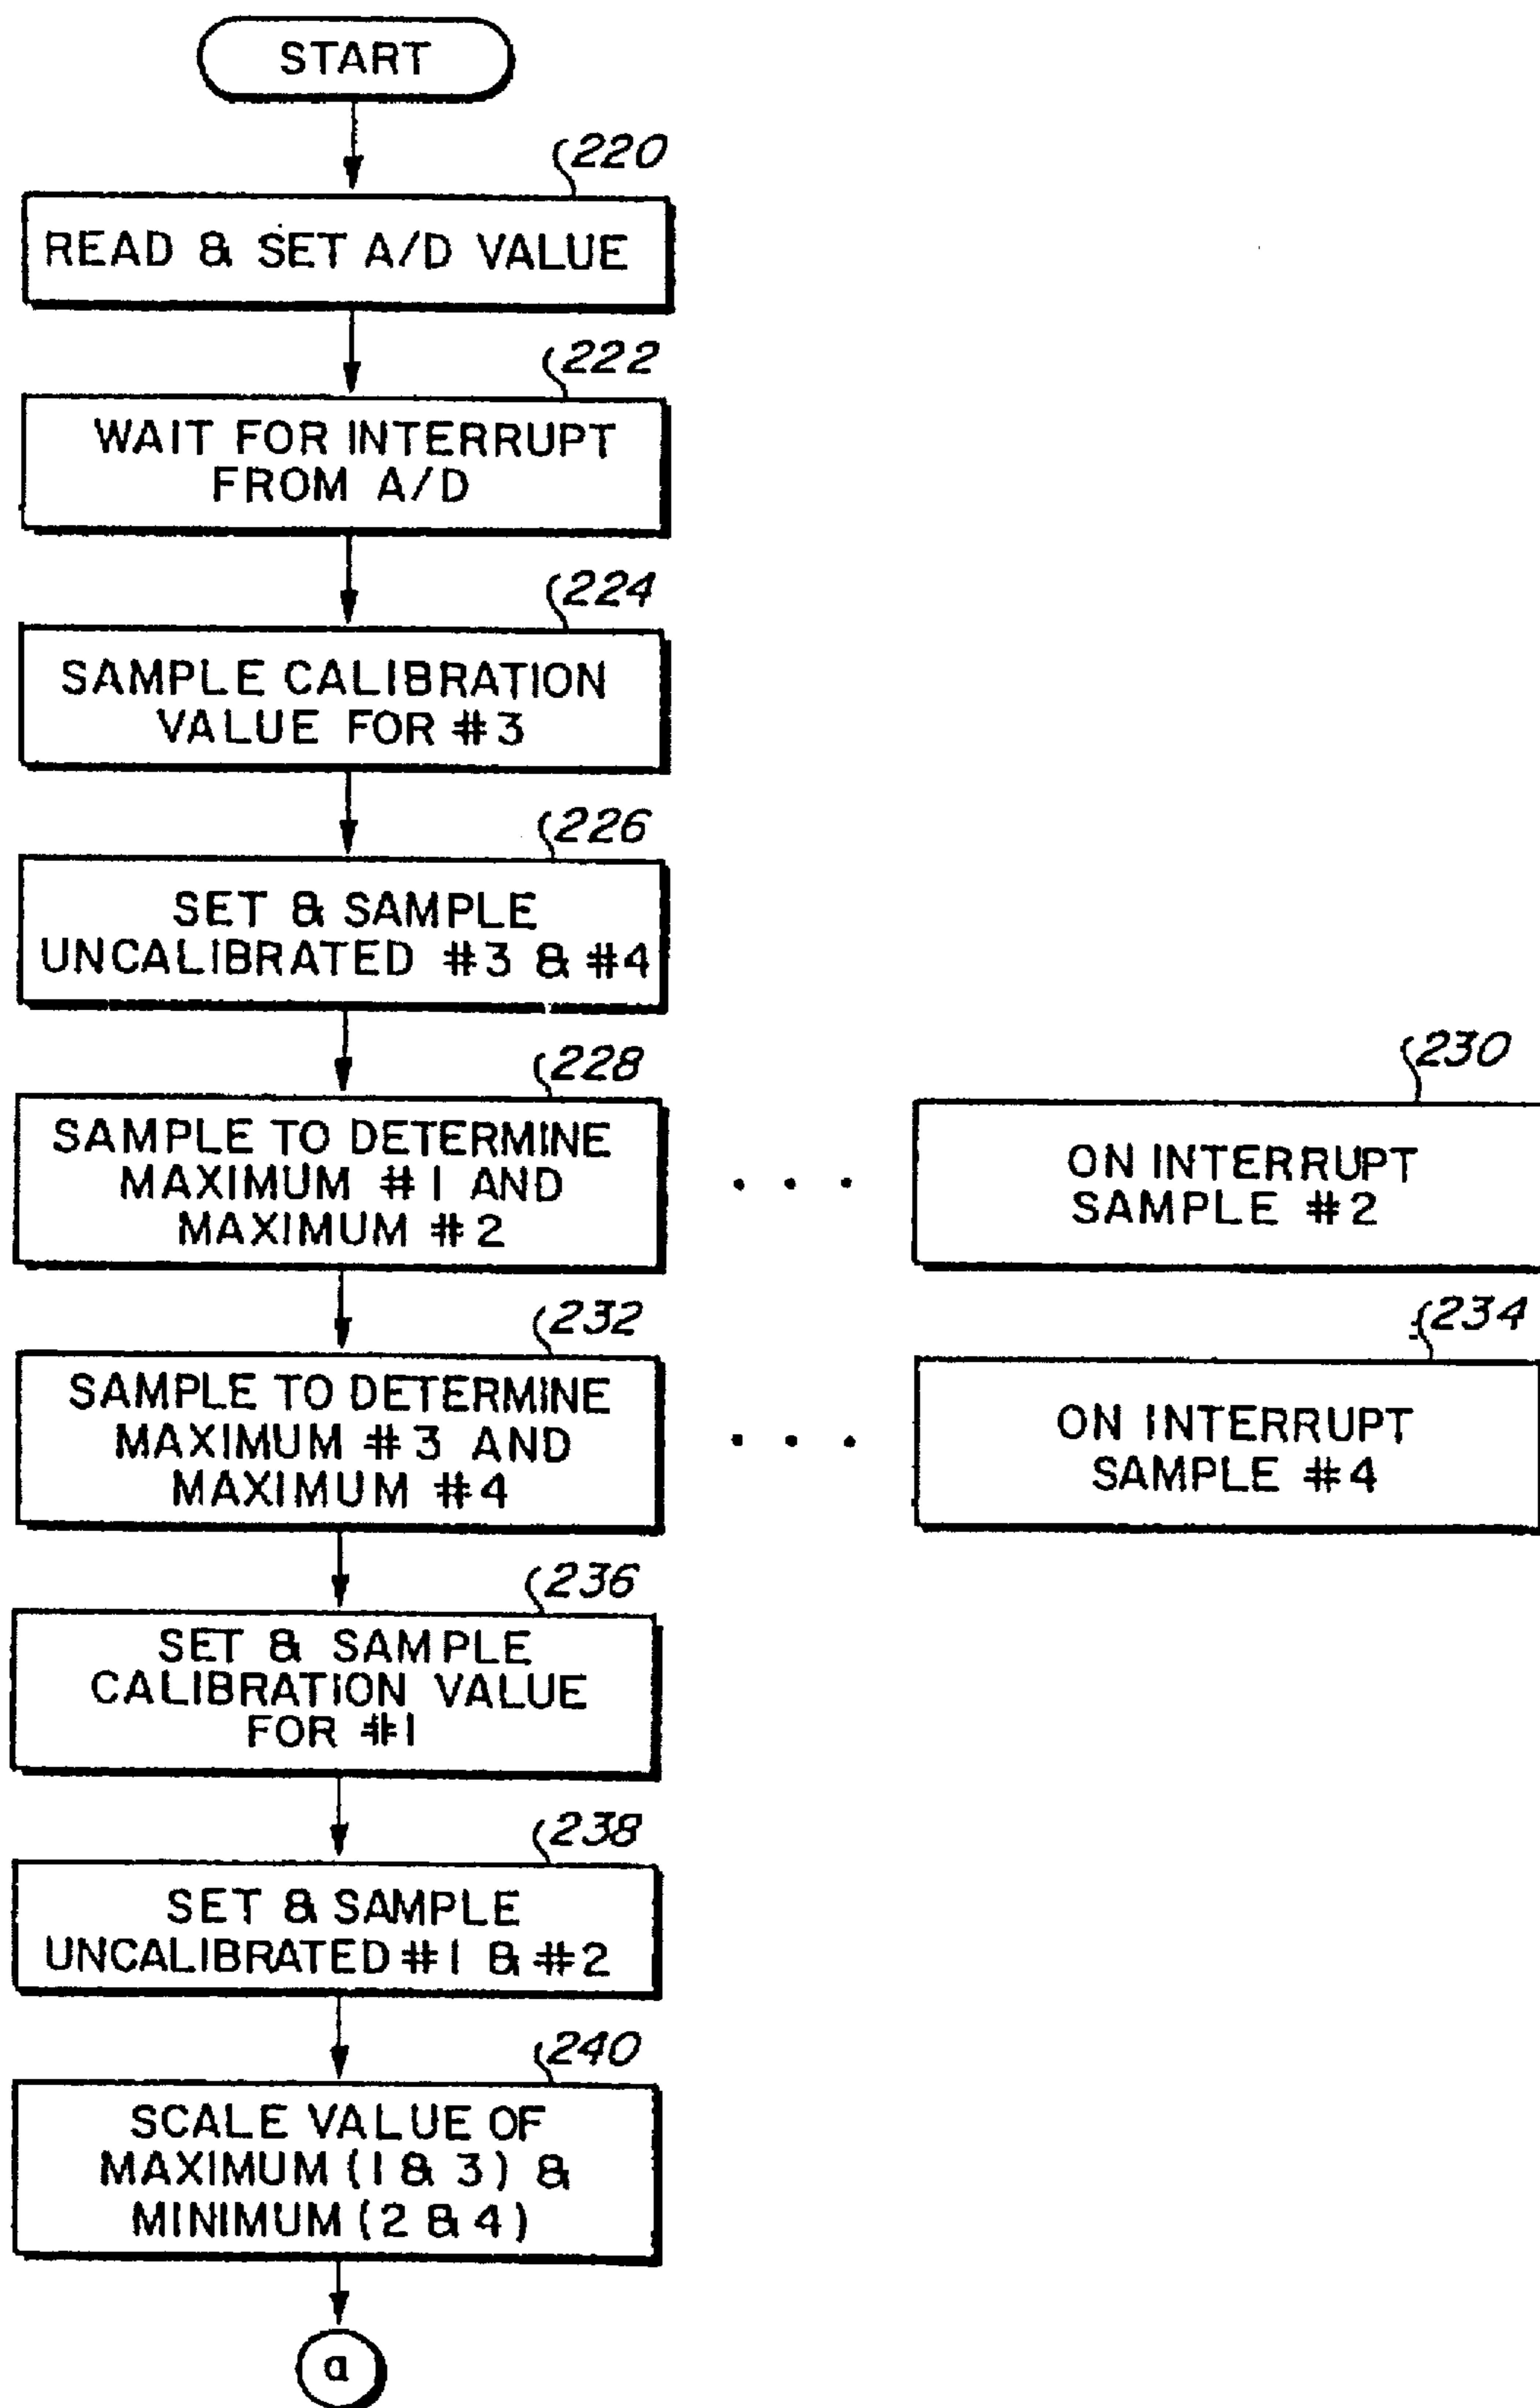 START
220
READ & SET A/D VALUE
222
WAIT FOR INTERRUPT
FROM A/D
224
SAMPLE CALIBRATION
VALUE FOR #3
226
SET & SAMPLE
UNCALIBRATED #3 & #4
228
SAMPLE TO DETERMINE
MAXIMUM #1 AND
MAXIMUM #2
. . .
230
ON INTERRUPT
SAMPLE #2
232
SAMPLE TO DETERMINE
MAXIMUM #3 AND
MAXIMUM #4
. . .
234
ON INTERRUPT
SAMPLE #4
236
SET & SAMPLE
CALIBRATION VALUE
FOR #1
238
SET & SAMPLE
UNCALIBRATED #1 & #2
240
SCALE VALUE OF
MAXIMUM (1 & 3) &
MINIMUM (2 & 4)
a